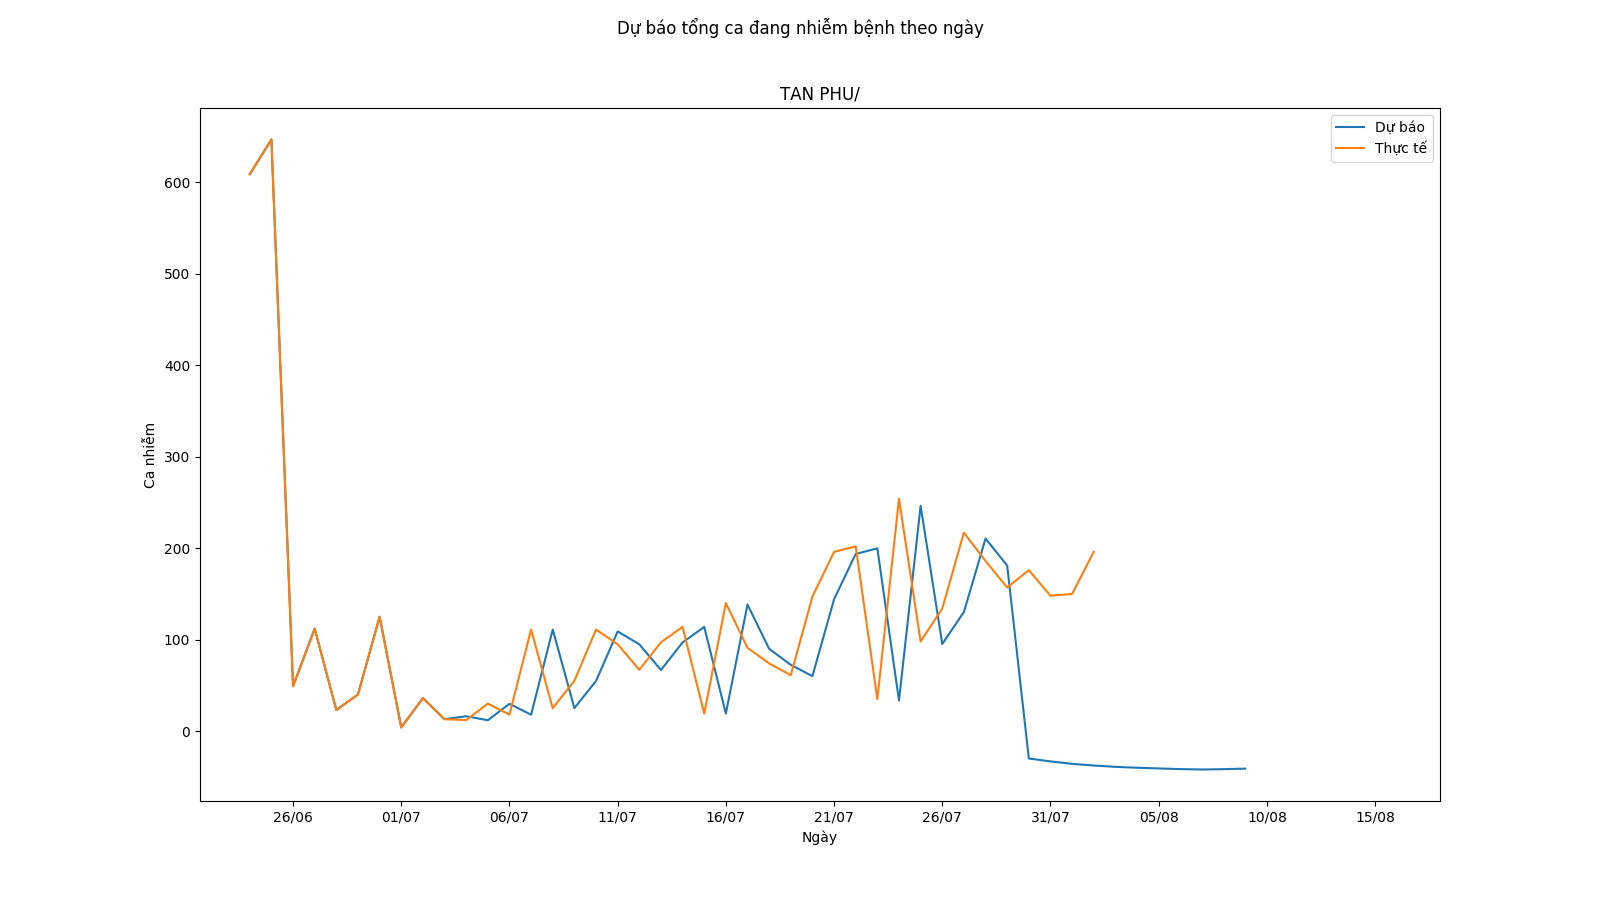 Dự báo tổng ca đang nhiễm bệnh theo ngày
TAN PHU/
Dự báo
Thực tế
600
500
400
300
200
100
0
Ca nhiễm
26/06 01/07 06/07 11/07 16/07 21/07 26/07 31/07 05/08 10/08 15/08
Ngày